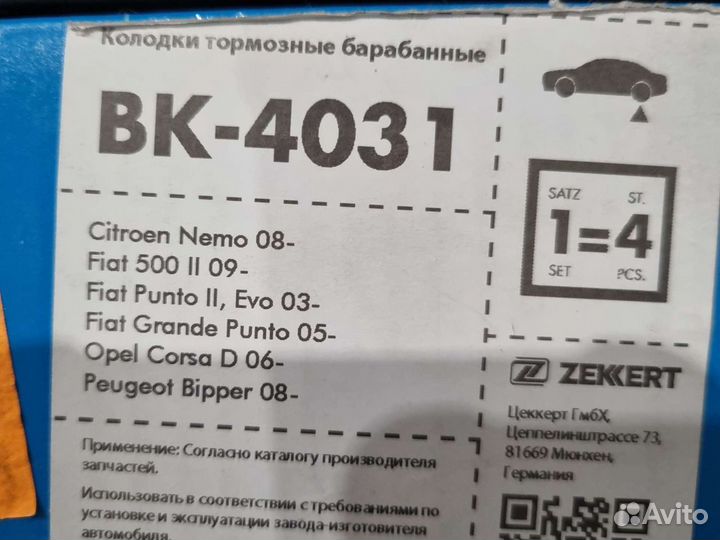 Колодки тормозные барабанные
BK-4031
Citroen Nemo 08-
Fiat 500 II 09-
Fiat Punto II, Evo 03-
Fiat Grande Punto 05-
Opel Corsa D 06-
Peugeot Bipper 08-
Применение: Согласно каталогу производителя
запчастей.
Использовать в соответствии с требованиями по
установке и эксплуатации завода-изготовителя
автомобиля.
SATZ ST.
1=4
SET PCS.
ZEKKERT
Цеккерт ГмбХ,
Цеппелинштрассе 73,
81669 Мюнхен,
Германия
Avito